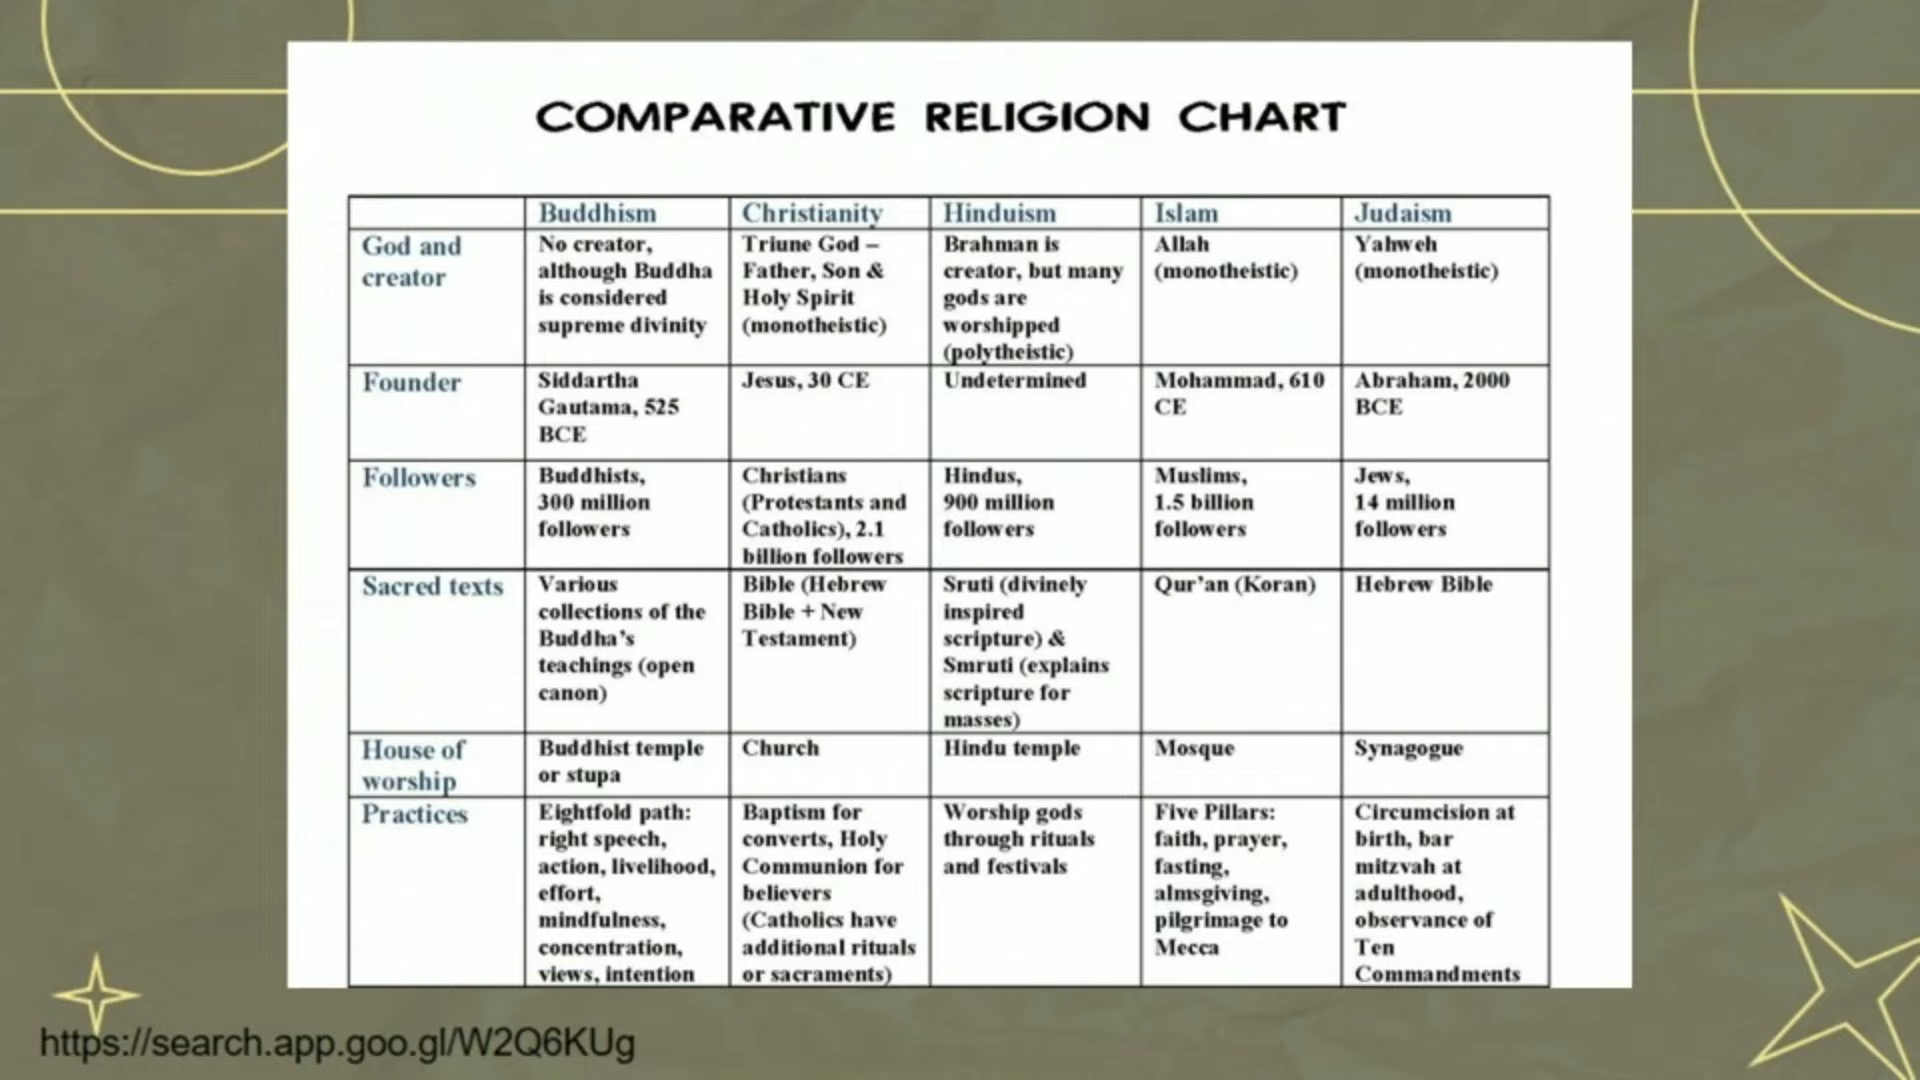 COMPARATIVE RELIGION CHART
Buddhism
Christianity
Hinduism
Islam
Judaism
God and
creator
No creator,
although Buddha
is considered
supreme divinity
Triune God –
Father, Son &
Holy Spirit
(monotheistic)
Brahman is
creator, but many
gods are
worshipped
(polytheistic)
Allah
(monotheistic)
Yahweh
(monotheistic)
Founder
Siddartha
Gautama, 525
BCE
Jesus, 30 CE
Undetermined
Mohammad, 610
CE
Abraham, 2000
BCE
Followers
Buddhists,
300 million
followers
Christians
(Protestants and
Catholics), 2.1
billion followers
Hindus,
900 million
followers
Muslims,
1.5 billion
followers
Jews,
14 million
followers
Sacred texts
Various
collections of the
Buddha's
teachings (open
canon)
Bible (Hebrew
Bible + New
Testament)
Sruti (divinely
inspired
scripture) &
Smruti (explains
scripture for
masses)
Qur'an (Koran)
Hebrew Bible
House of
worship
Buddhist temple
or stupa
Church
Hindu temple
Mosque
Synagogue
Practices
Eightfold path:
right speech,
action, livelihood,
effort,
mindfulness,
concentration,
views, intention
Baptism for
converts, Holy
Communion for
believers
(Catholics have
additional rituals
or sacraments)
Worship gods
through rituals
and festivals
Five Pillars:
faith, prayer,
fasting,
almsgiving,
pilgrimage to
Mecca
Circumcision at
birth, bar
mitzvah at
adulthood,
observance of
Ten
Commandments
https://search.app.goo.gl/W2Q6KUg